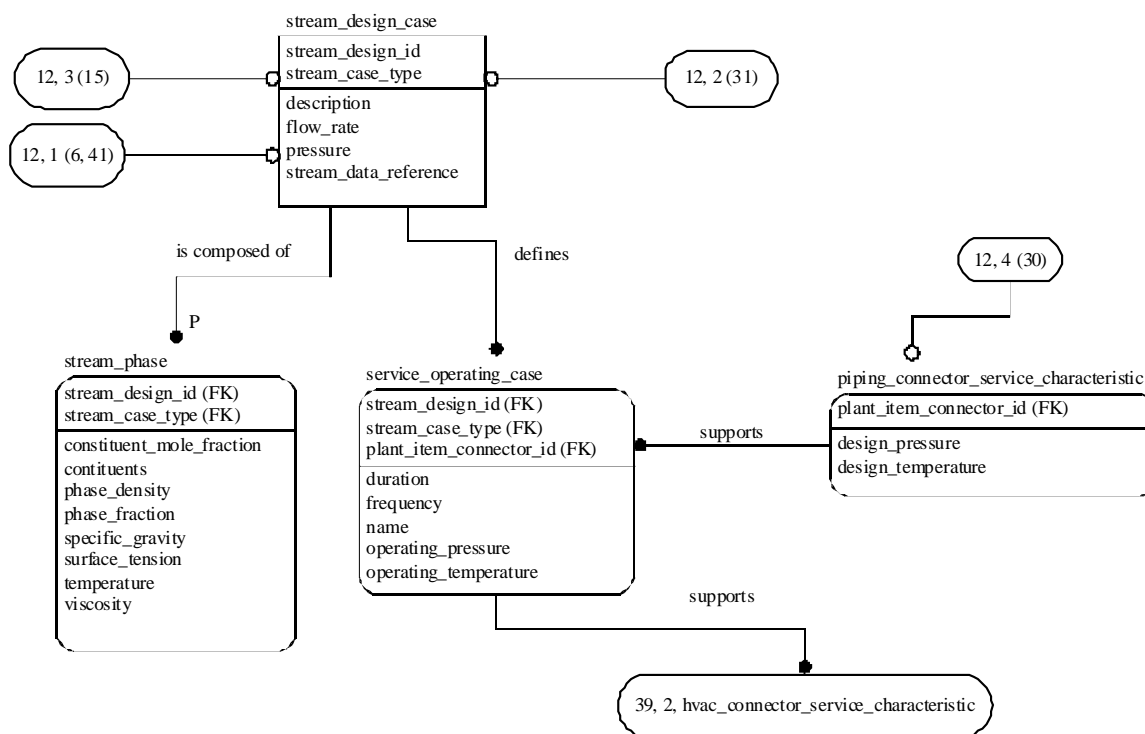 stream_design_case
stream_design_id
stream_case_type
description
flow_rate
pressure
stream_data_reference
12, 3 (15)
12, 2 (31)
12, 1 (6, 41)
is composed of
defines
12, 4 (30)
P
stream_phase
stream_design_id (FK)
stream_case_type (FK)
constituent_mole_fraction
contituents
phase_density
phase_fraction
specific_gravity
surface_tension
temperature
viscosity
service_operating_case
stream_design_id (FK)
stream_case_type (FK)
plant_item_connector_id (FK)
duration
frequency
name
operating_pressure
operating_temperature
supports
piping_connector_service_characteristic
plant_item_connector_id (FK)
design_pressure
design_temperature
supports
39, 2, hvac_connector_service_characteristic